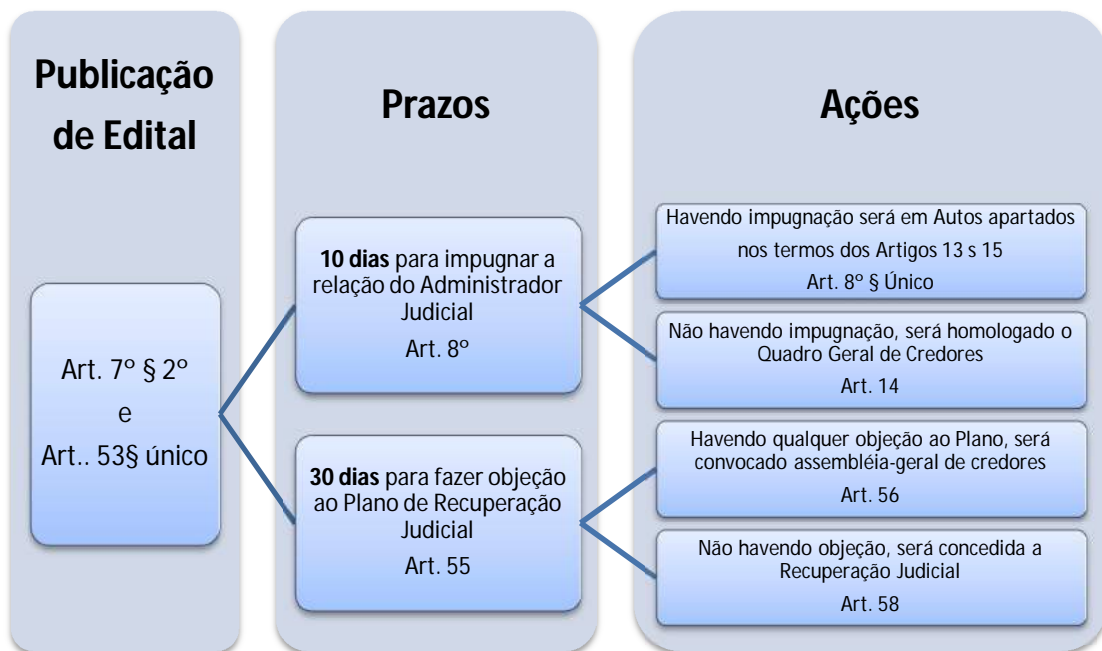 Publicação
de Edital
Art. 7º § 2º
e
Art.. 53§ único
Prazos
10 dias para impugnar a
relação do Administrador
Judicial
Art. 8º
30 dias para fazer objeção
ao Plano de Recuperação
Judicial
Art. 55
Ações
Havendo impugnação será em Autos apartados
nos termos dos Artigos 13 s 15
Art. 8º § Único
Não havendo impugnação, será homologado o
Quadro Geral de Credores
Art. 14
Havendo qualquer objeção ao Plano, será
convocado assembléia-geral de credores
Art. 56
Não havendo objeção, será concedida a
Recuperação Judicial
Art. 58